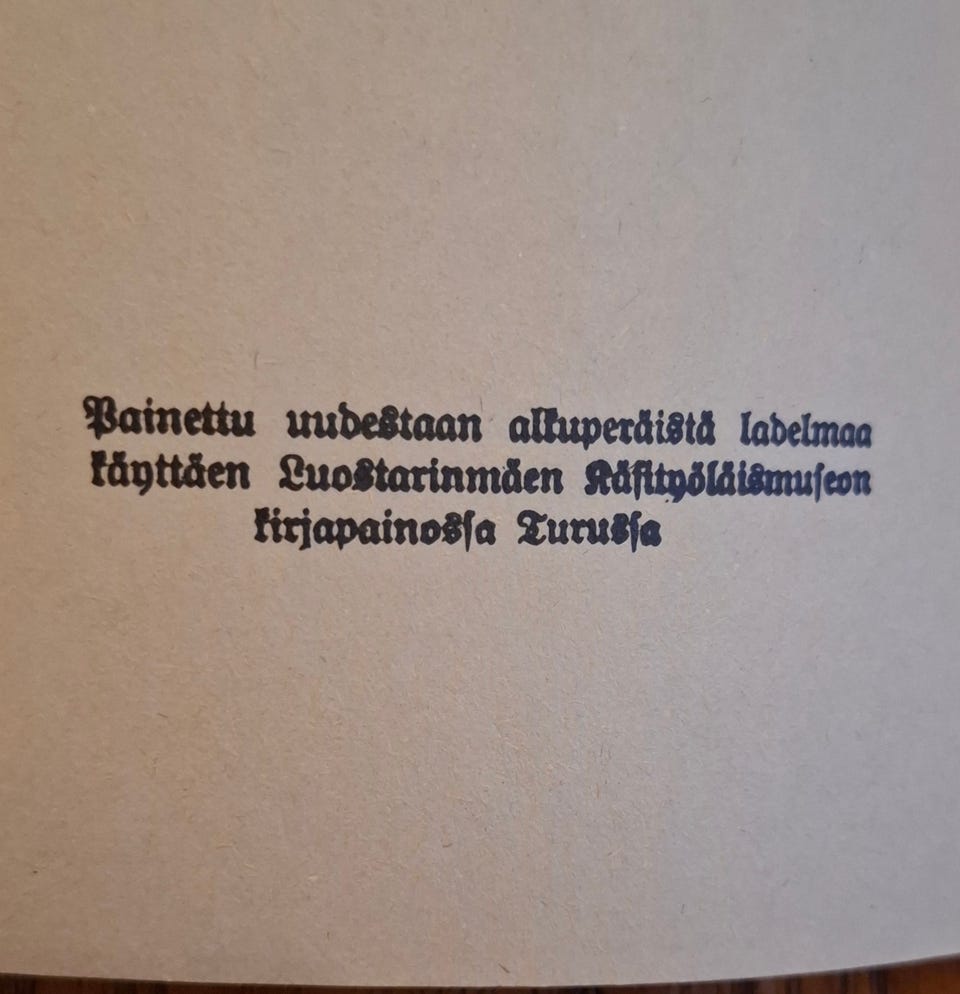 Painettu uudestaan alkuperäistä ladelmaa
käyttäen Luostarinmäen Käſityöläismuſeon
kirjapainosſa Turusſa